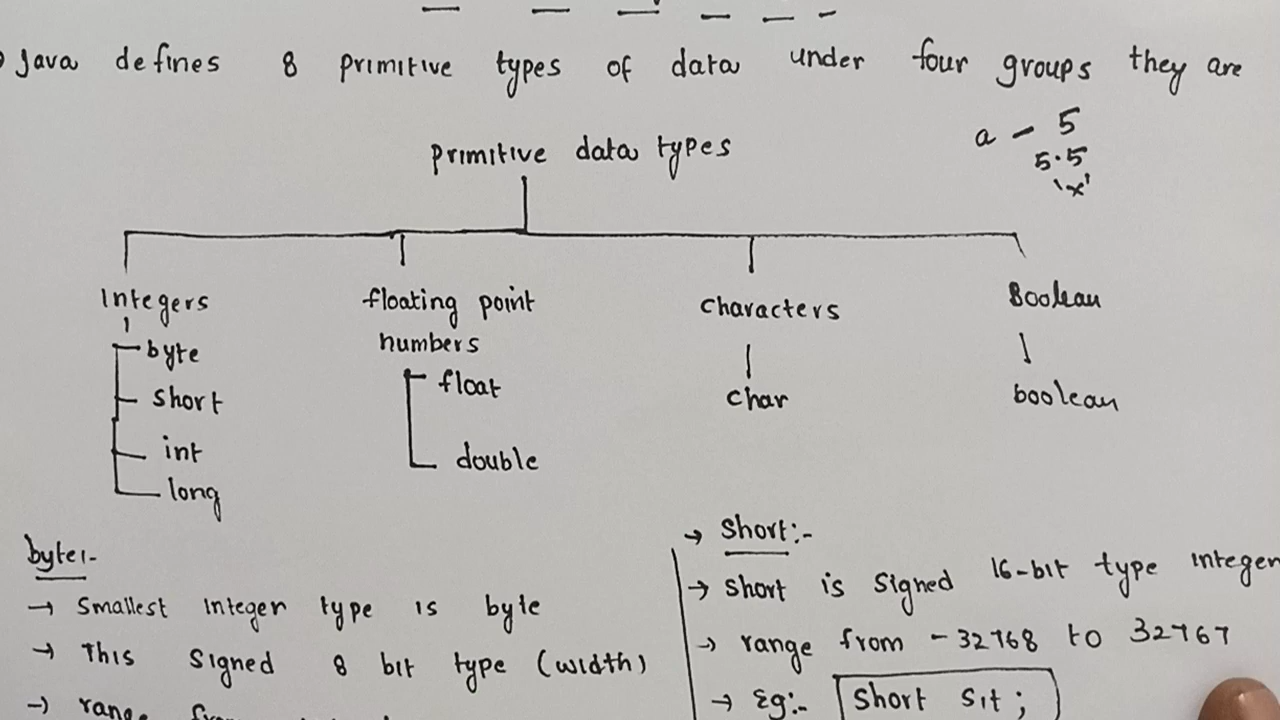 Java defines 8 primitive types of data under four groups they are
a - 5
5.5
'x'
primitive data types
Integers
byte
short
int
long
floating point
numbers
float
double
characters
char
Boolean
boolean
byte:-
→ Smallest integer type is byte
→ This signed 8 bit type (width)
→ range from
→ Short:-
→ short is signed 16-bit type integer
→ range from -32768 to 32767
→ Eg:- short sit;